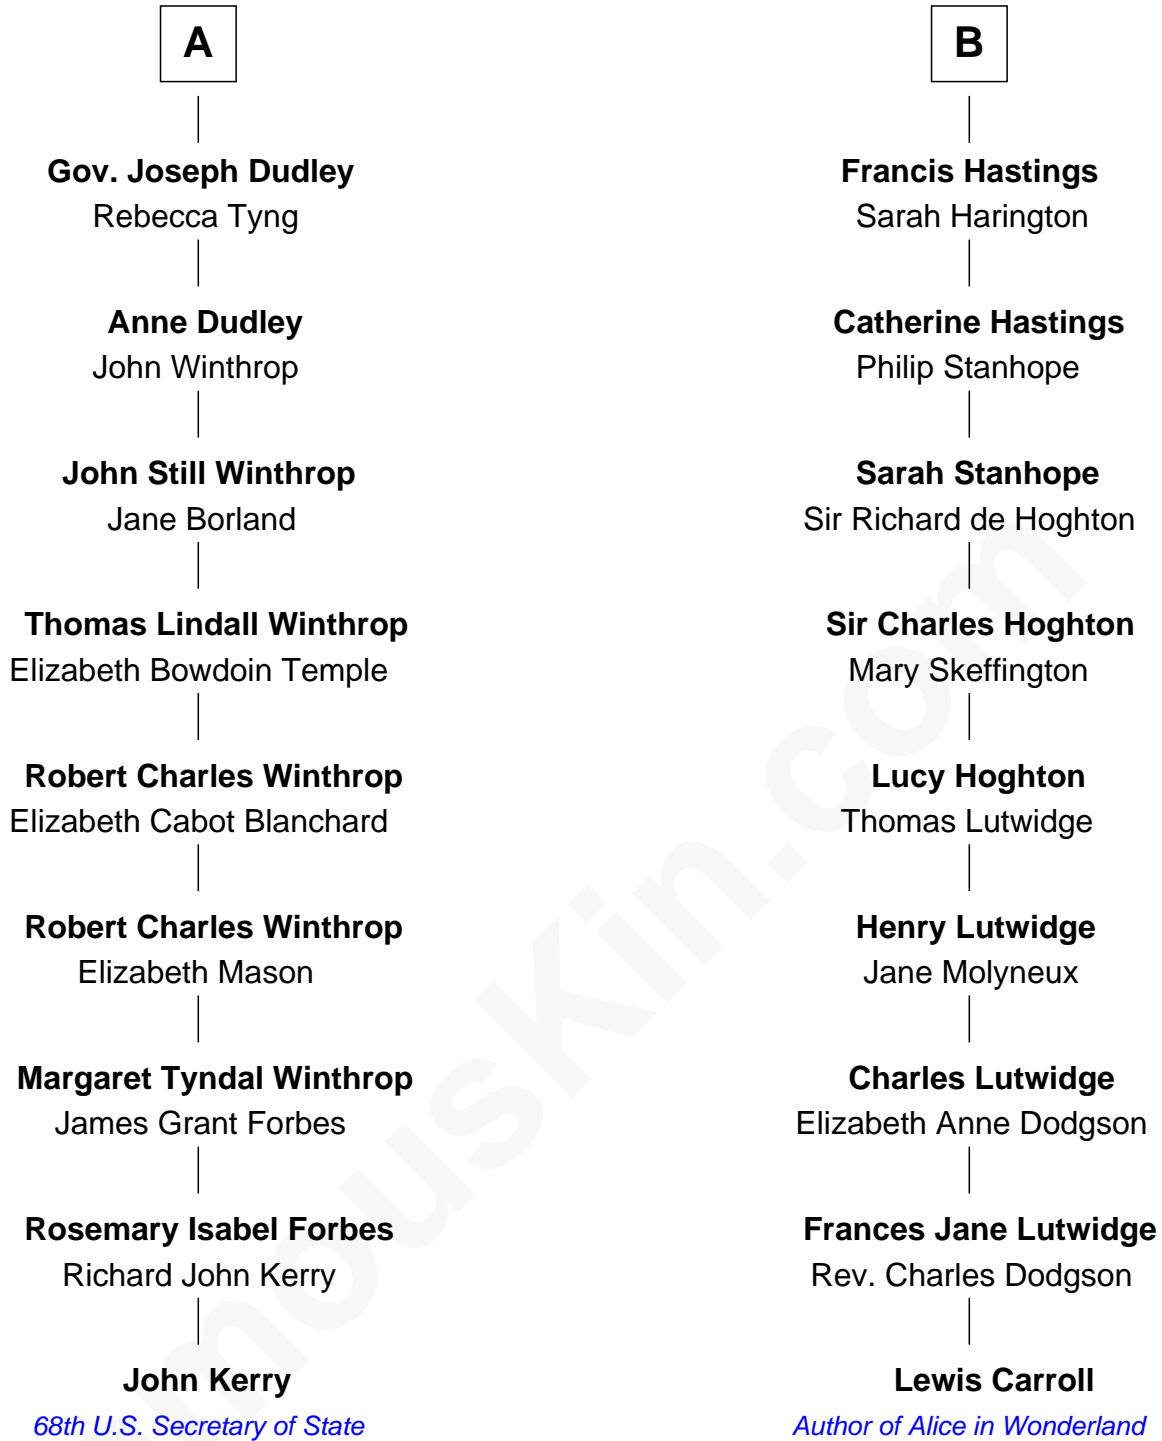 A
Gov. Joseph Dudley
Rebecca Tyng
Anne Dudley
John Winthrop
John Still Winthrop
Jane Borland
Thomas Lindall Winthrop
Elizabeth Bowdoin Temple
Robert Charles Winthrop
Elizabeth Cabot Blanchard
Robert Charles Winthrop
Elizabeth Mason
Margaret Tyndal Winthrop
James Grant Forbes
Rosemary Isabel Forbes
Richard John Kerry
John Kerry
68th U.S. Secretary of State
B
Francis Hastings
Sarah Harington
Catherine Hastings
Philip Stanhope
Sarah Stanhope
Sir Richard de Hoghton
Sir Charles Hoghton
Mary Skeffington
Lucy Hoghton
Thomas Lutwidge
Henry Lutwidge
Jane Molyneux
Charles Lutwidge
Elizabeth Anne Dodgson
Frances Jane Lutwidge
Rev. Charles Dodgson
Lewis Carroll
Author of Alice in Wonderland
mouskin.com